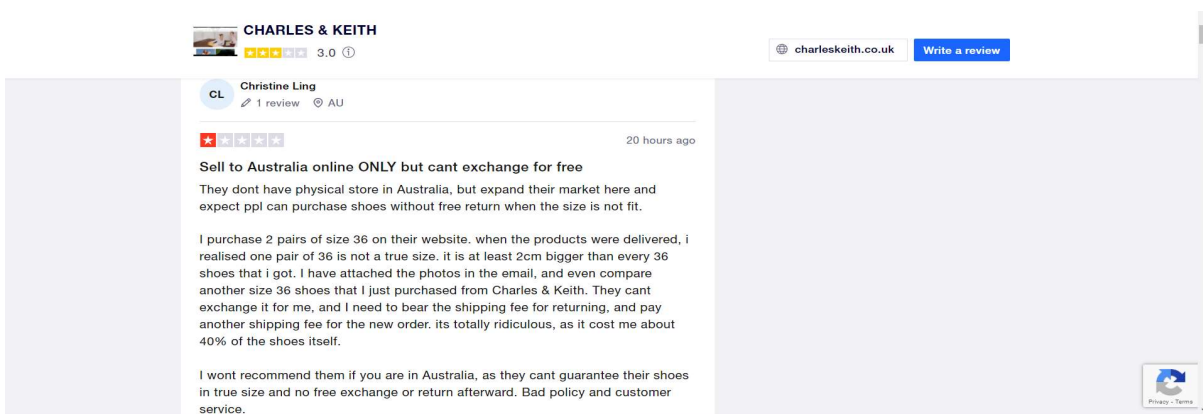 CHARLES & KEITH
3.0
charleskeith.co.uk
Write a review
CL
Christine Ling
1 review AU
20 hours ago
Sell to Australia online ONLY but cant exchange for free
They dont have physical store in Australia, but expand their market here and
expect ppl can purchase shoes without free return when the size is not fit.
I purchase 2 pairs of size 36 on their website. when the products were delivered, i
realised one pair of 36 is not a true size. it is at least 2cm bigger than every 36
shoes that i got. I have attached the photos in the email, and even compare
another size 36 shoes that I just purchased from Charles & Keith. They cant
exchange it for me, and I need to bear the shipping fee for returning, and pay
another shipping fee for the new order. its totally ridiculous, as it cost me about
40% of the shoes itself.
I wont recommend them if you are in Australia, as they cant guarantee their shoes
in true size and no free exchange or return afterward. Bad policy and customer
service.
Privacy - Terms